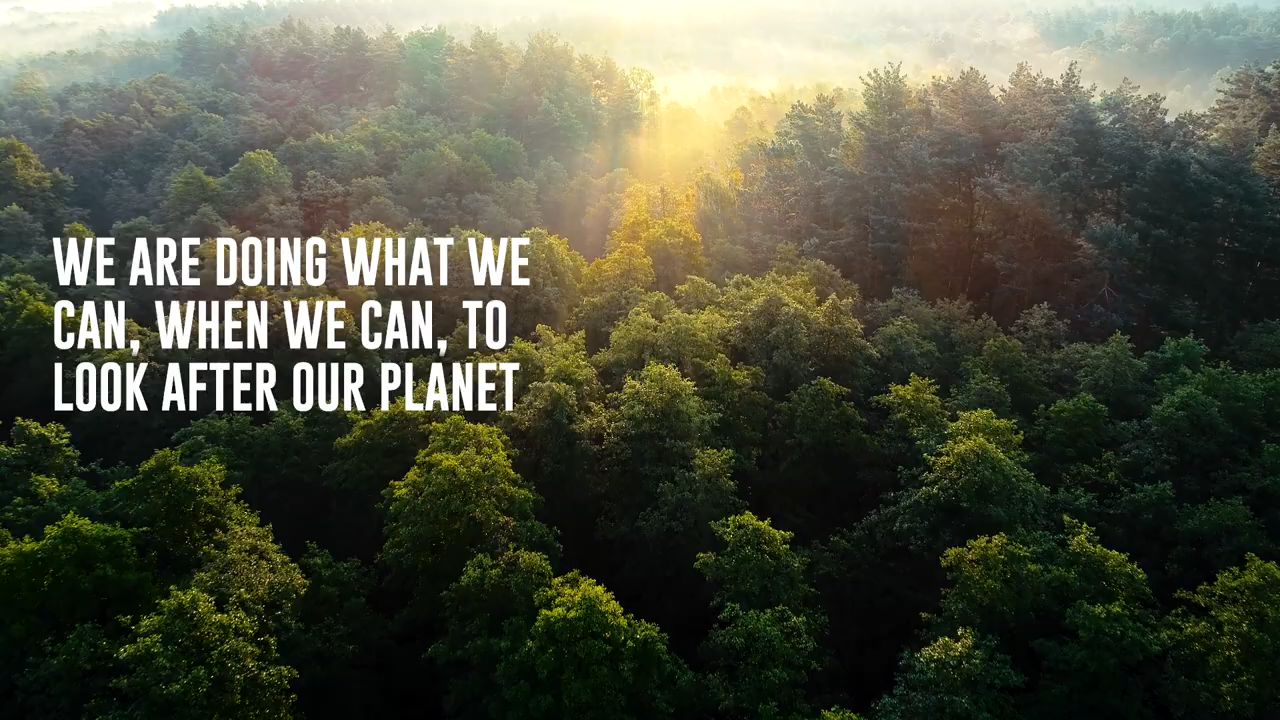 WE ARE DOING WHAT WE
CAN, WHEN WE CAN, TO
LOOK AFTER OUR PLANET